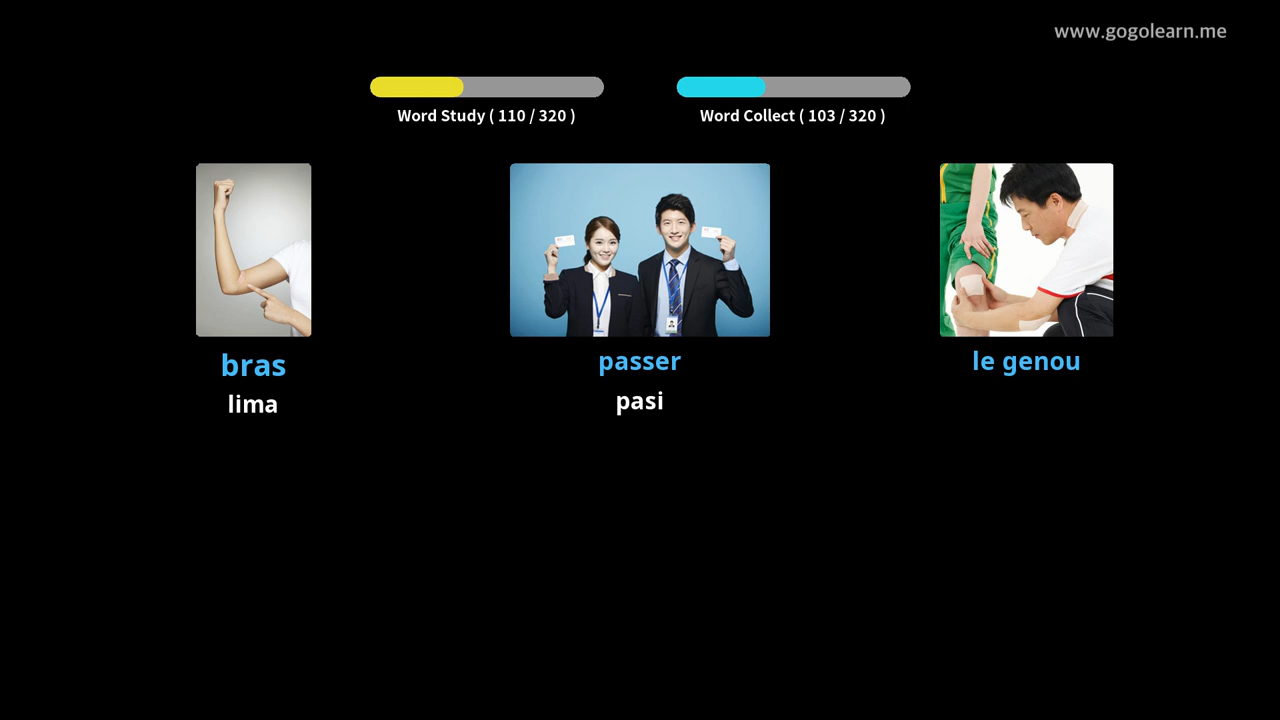 www.gogolearn.me
Word Study ( 110 / 320 )
Word Collect ( 103 / 320 )
bras
lima
passer
pasi
le genou